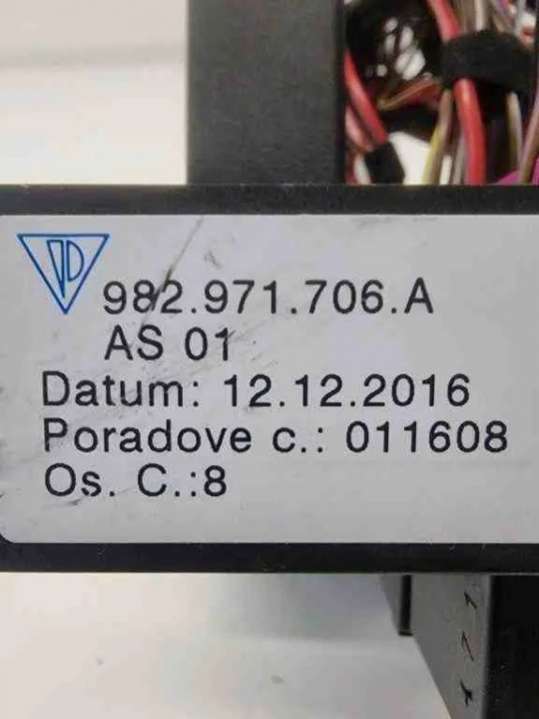 982.971.706.A
AS 01
Datum: 12.12.2016
Poradove c.: 011608
Os. C.:8